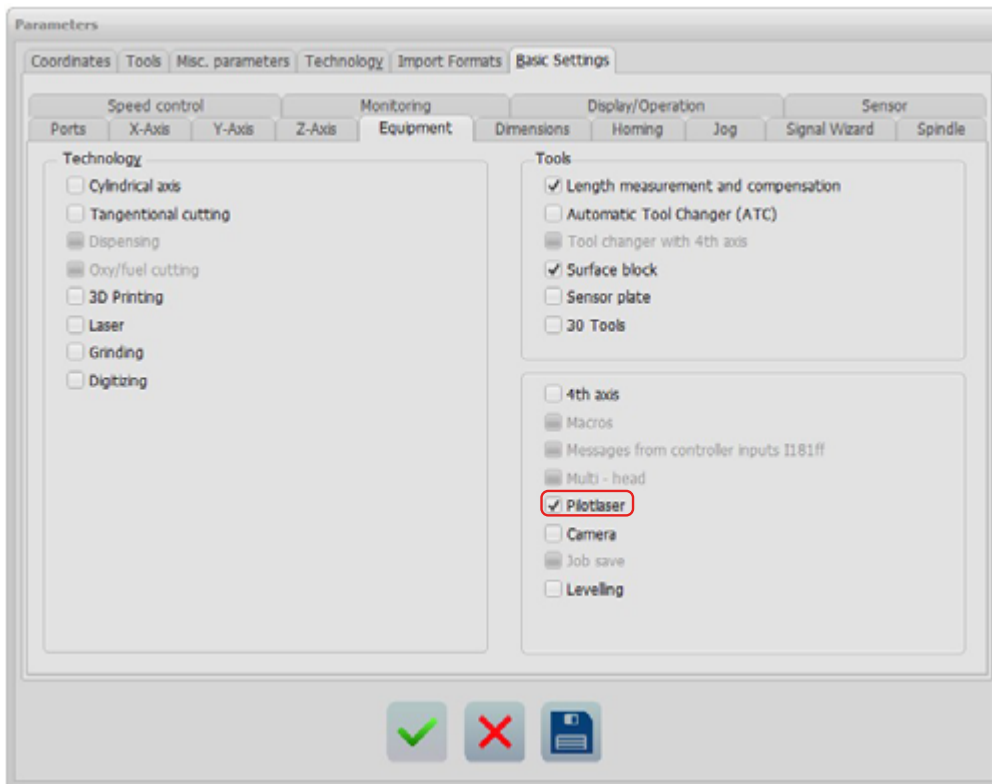 Parameters
Coordinates Tools Misc. parameters Technology Import Formats Basic Settings
Speed control Monitoring Display/Operation Sensor
Ports X-Axis Y-Axis Z-Axis Equipment Dimensions Homing Jog Signal Wizard Spindle
Technology
Cylindrical axis
Tangentional cutting
Dispensing
Oxy/fuel cutting
3D Printing
Laser
Grinding
Digitizing
Tools
Length measurement and compensation
Automatic Tool Changer (ATC)
Tool changer with 4th axis
Surface block
Sensor plate
30 Tools
4th axis
Macros
Messages from controller inputs I181ff
Multi - head
Pilotlaser
Camera
Job save
Levelling